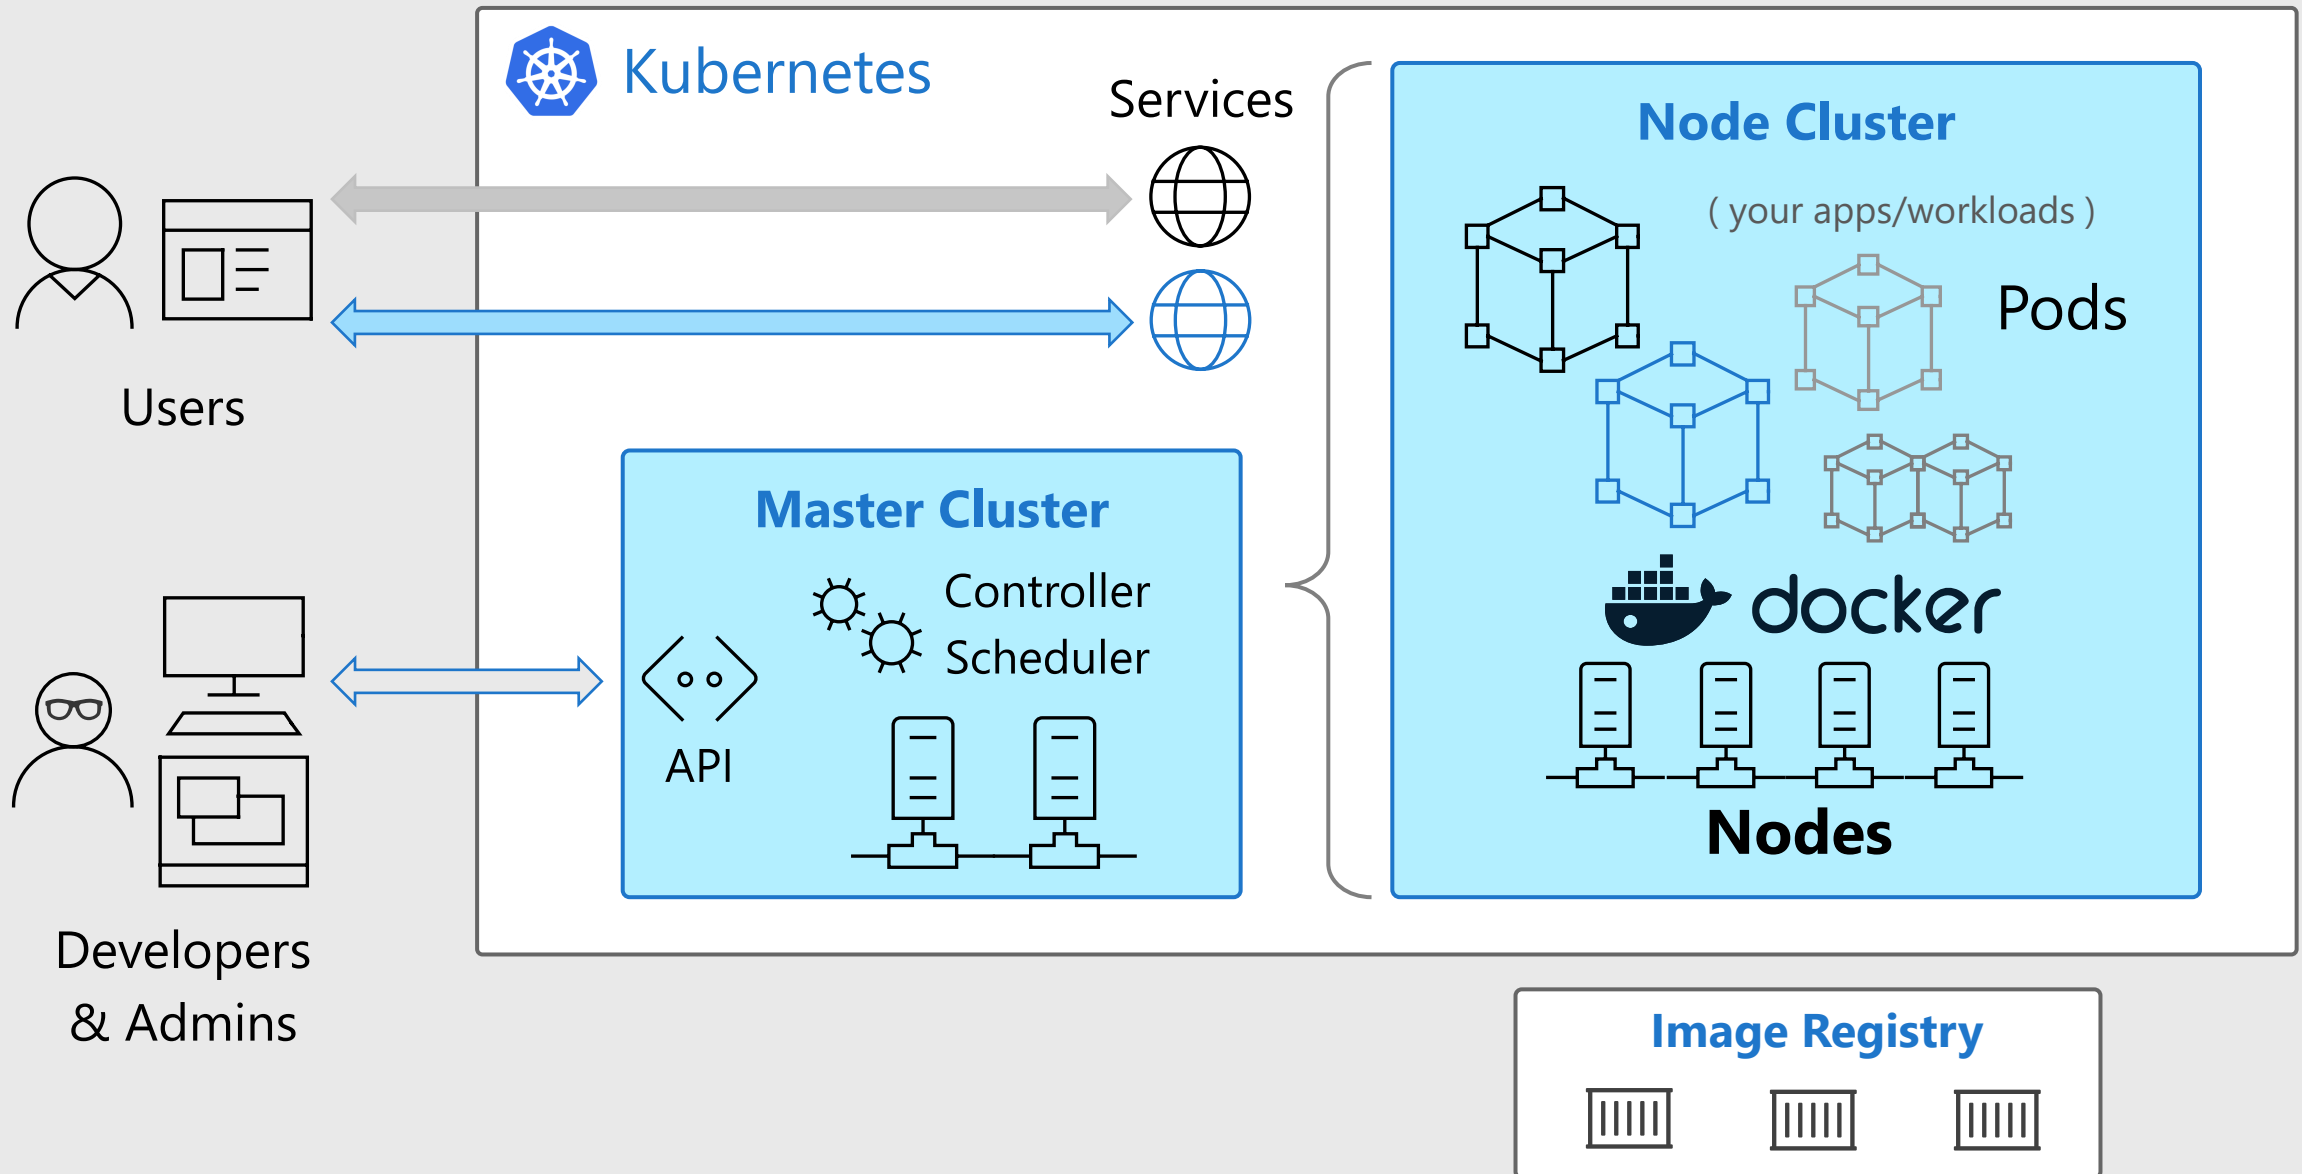 Kubernetes
Services
Users
Node Cluster
( your apps/workloads )
Pods
Master Cluster
Controller
Scheduler
API
docker
Nodes
Developers
& Admins
Image Registry